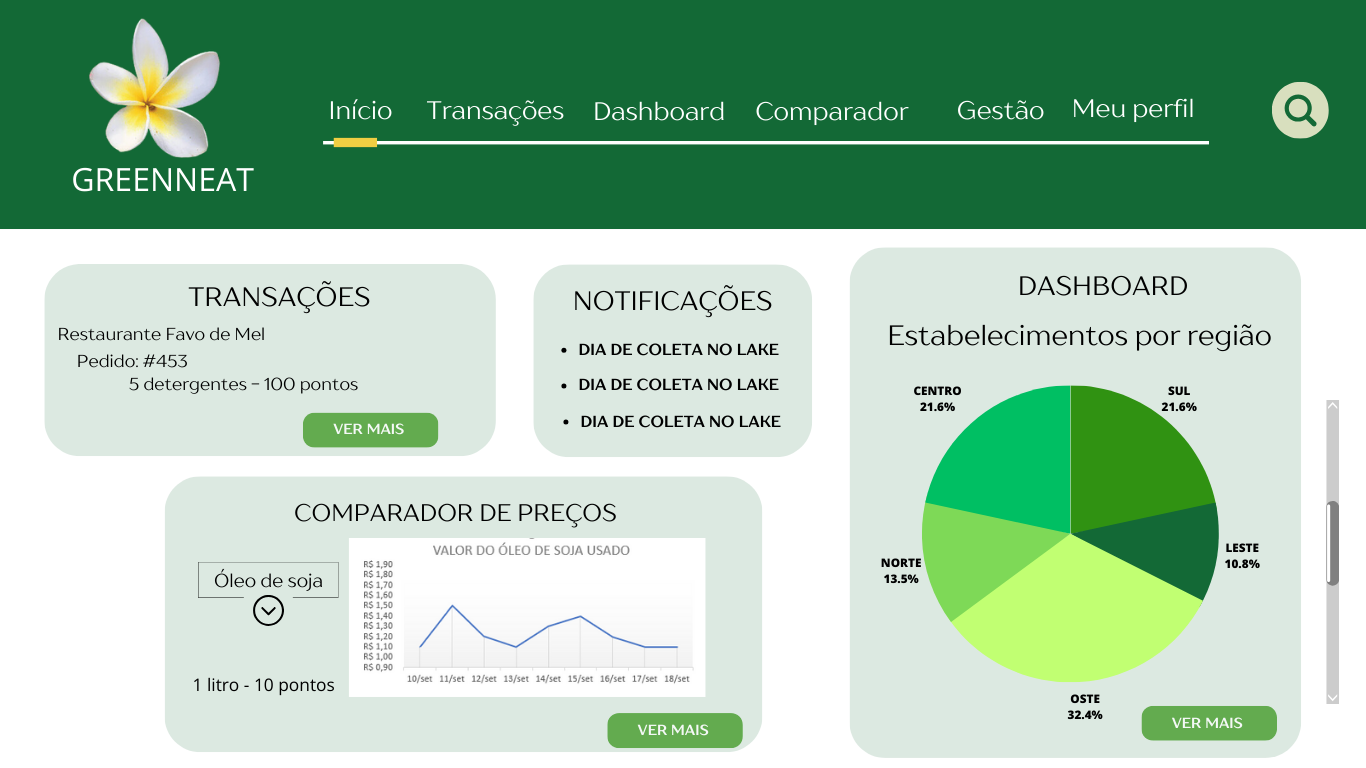 GREENNEAT
Início
Transações
Dashboard
Comparador
Gestão
Meu perfil
TRANSAÇÕES
Restaurante Favo de Mel
Pedido: #453
5 detergentes - 100 pontos
VER MAIS
NOTIFICAÇÕES
• DIA DE COLETA NO LAKE
• DIA DE COLETA NO LAKE
• DIA DE COLETA NO LAKE
COMPARADOR DE PREÇOS
Óleo de soja
1 litro - 10 pontos
VALOR DO ÓLEO DE SOJA USADO
R$ 1,90
R$ 1,80
R$ 1,70
R$ 1,60
R$ 1,50
R$ 1,40
R$ 1,30
R$ 1,20
R$ 1,10
R$ 1,00
R$ 0,90
10/set 11/set 12/set 13/set 14/set 15/set 16/set 17/set 18/set
VER MAIS
DASHBOARD
Estabelecimentos por região
CENTRO
21.6%
SUL
21.6%
LESTE
10.8%
NORTE
13.5%
OSTE
32.4%
VER MAIS